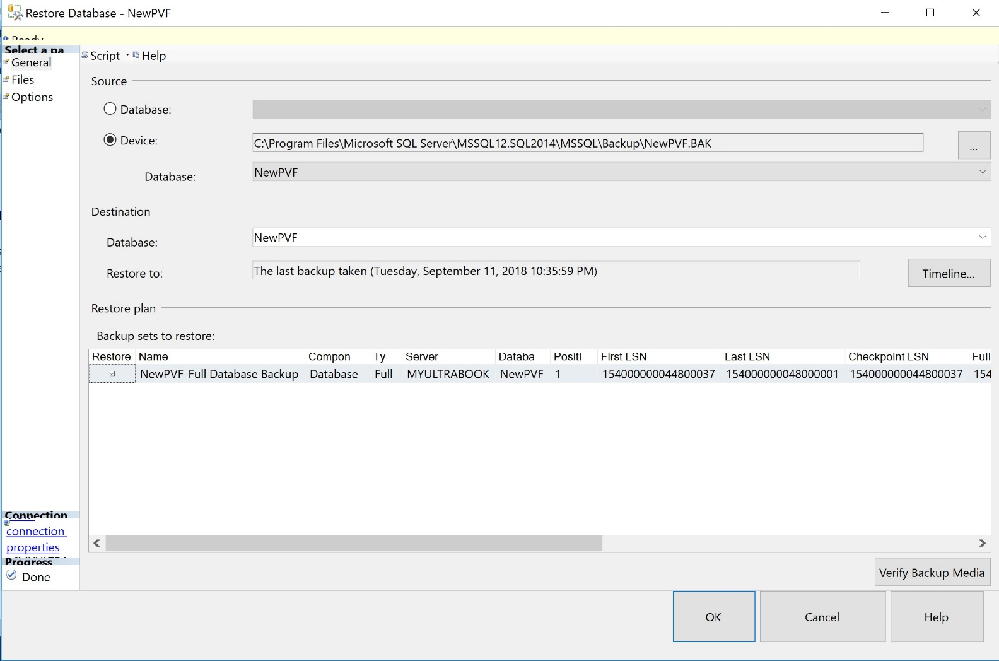 Restore Database - NewPVF
Ready
Select a pa
General
Files
Options
Script
Help
Source
Database:
Device:
C:\Program Files\Microsoft SQL Server\MSSQL12.SQL2014\MSSQL\Backup\NewPVF.BAK
...
Database:
NewPVF
Destination
Database:
NewPVF
Restore to:
The last backup taken (Tuesday, September 11, 2018 10:35:59 PM)
Timeline...
Restore plan
Backup sets to restore:
Restore Name Compon Ty Server Databa Positi First LSN Last LSN Checkpoint LSN Full
NewPVF-Full Database Backup Database Full MYULTRABOOK NewPVF 1 154000000044800037 154000000048000001 154000000044800037 154
Connection
connection
properties
Progress
Done
Verify Backup Media
OK
Cancel
Help